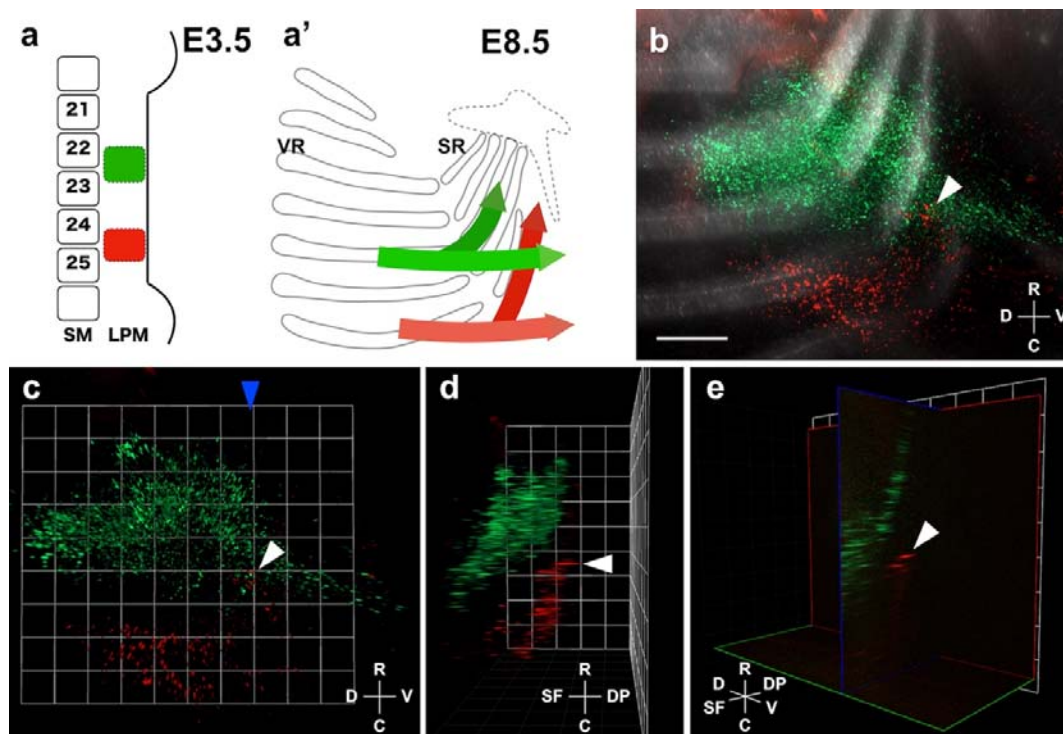 a
E3.5
21
22
23
24
25
SM LPM
a'
E8.5
VR
SR
b
R
D V
C
c
R
D V
C
d
R
SF DP
C
e
R
D DP
SF V
C